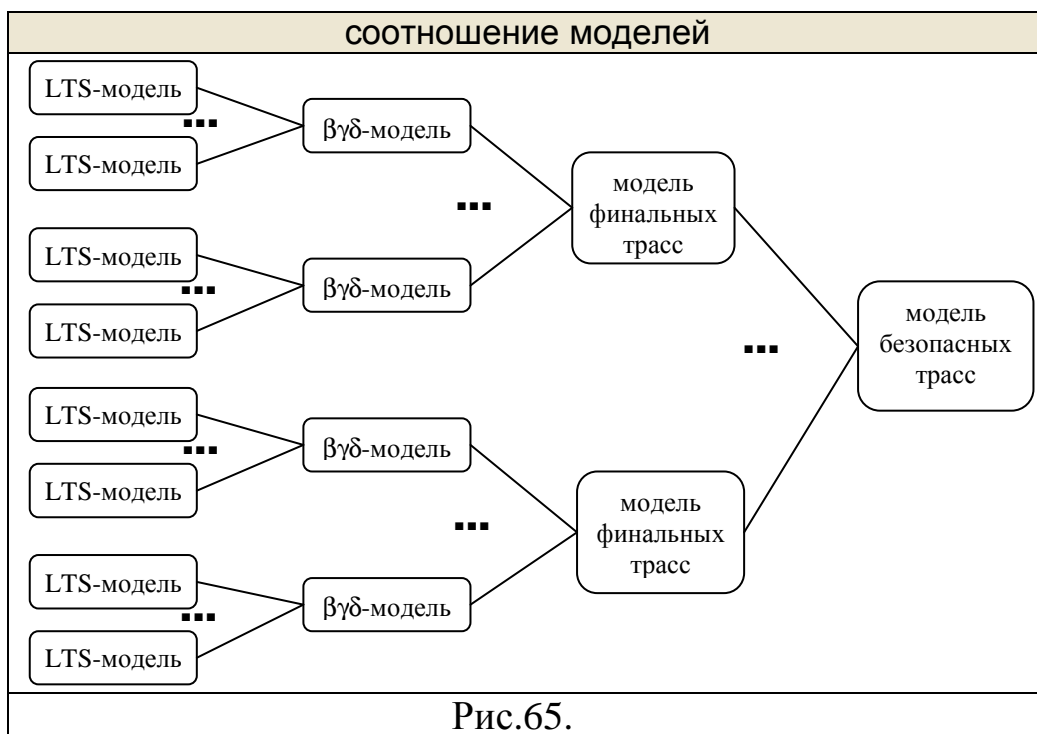 соотношение моделей
LTS-модель
LTS-модель
βγδ-модель
LTS-модель
LTS-модель
βγδ-модель
модель
финальных
трасс
LTS-модель
LTS-модель
βγδ-модель
LTS-модель
LTS-модель
βγδ-модель
модель
финальных
трасс
модель
безопасных
трасс
Рис.65.